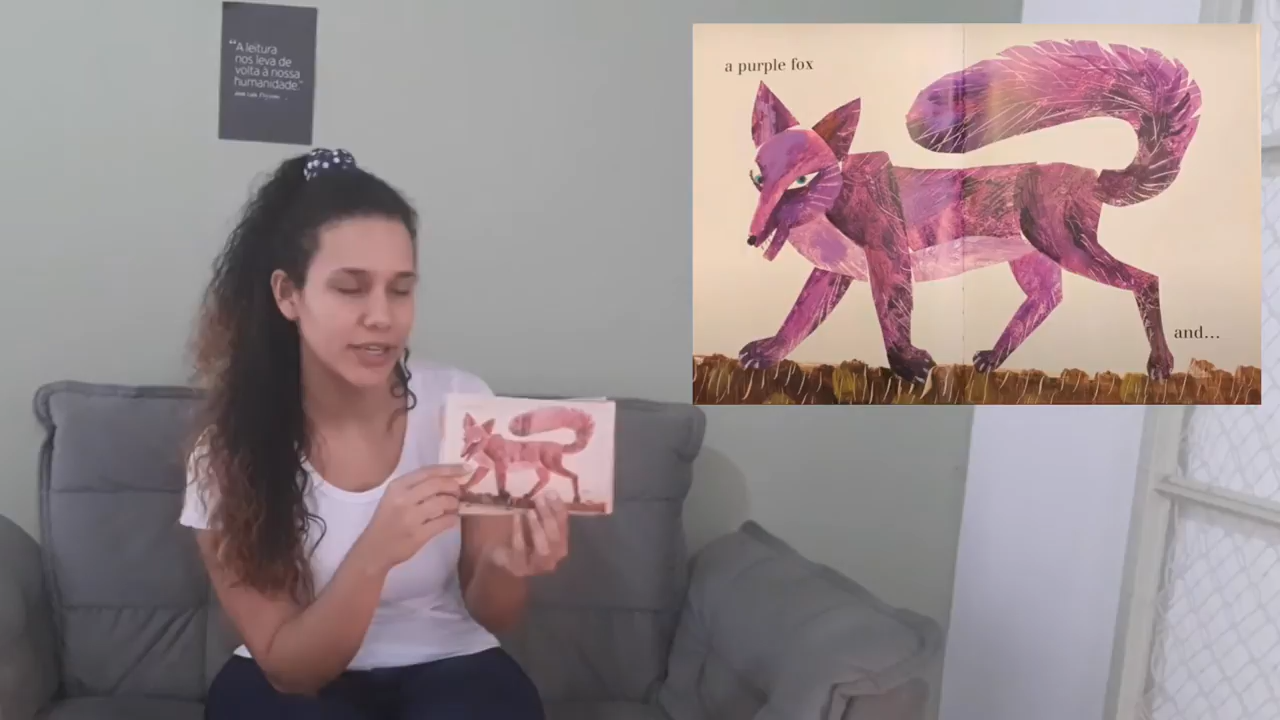 “A leitura
nos leva de
volta à nossa
humanidade.”
a purple fox
and...